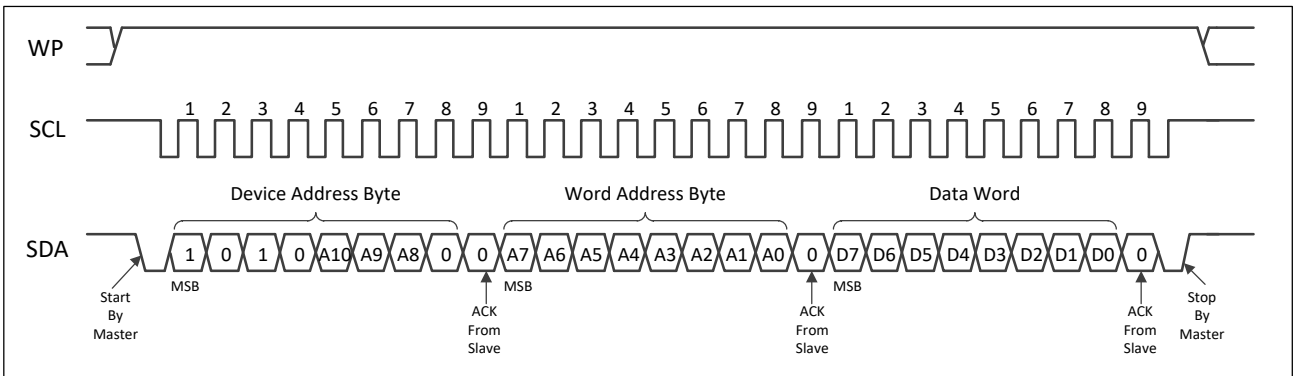 WP
1 2 3 4 5 6 7 8 9 1 2 3 4 5 6 7 8 9 1 2 3 4 5 6 7 8 9
SCL
Device Address Byte Word Address Byte Data Word
SDA 1 0 1 0 A10 A9 A8 0 0 A7 A6 A5 A4 A3 A2 A1 A0 0 D7 D6 D5 D4 D3 D2 D1 D0 0
MSB MSB MSB
Start ACK ACK ACK Stop
By From From From By
Master Slave Slave Slave Master